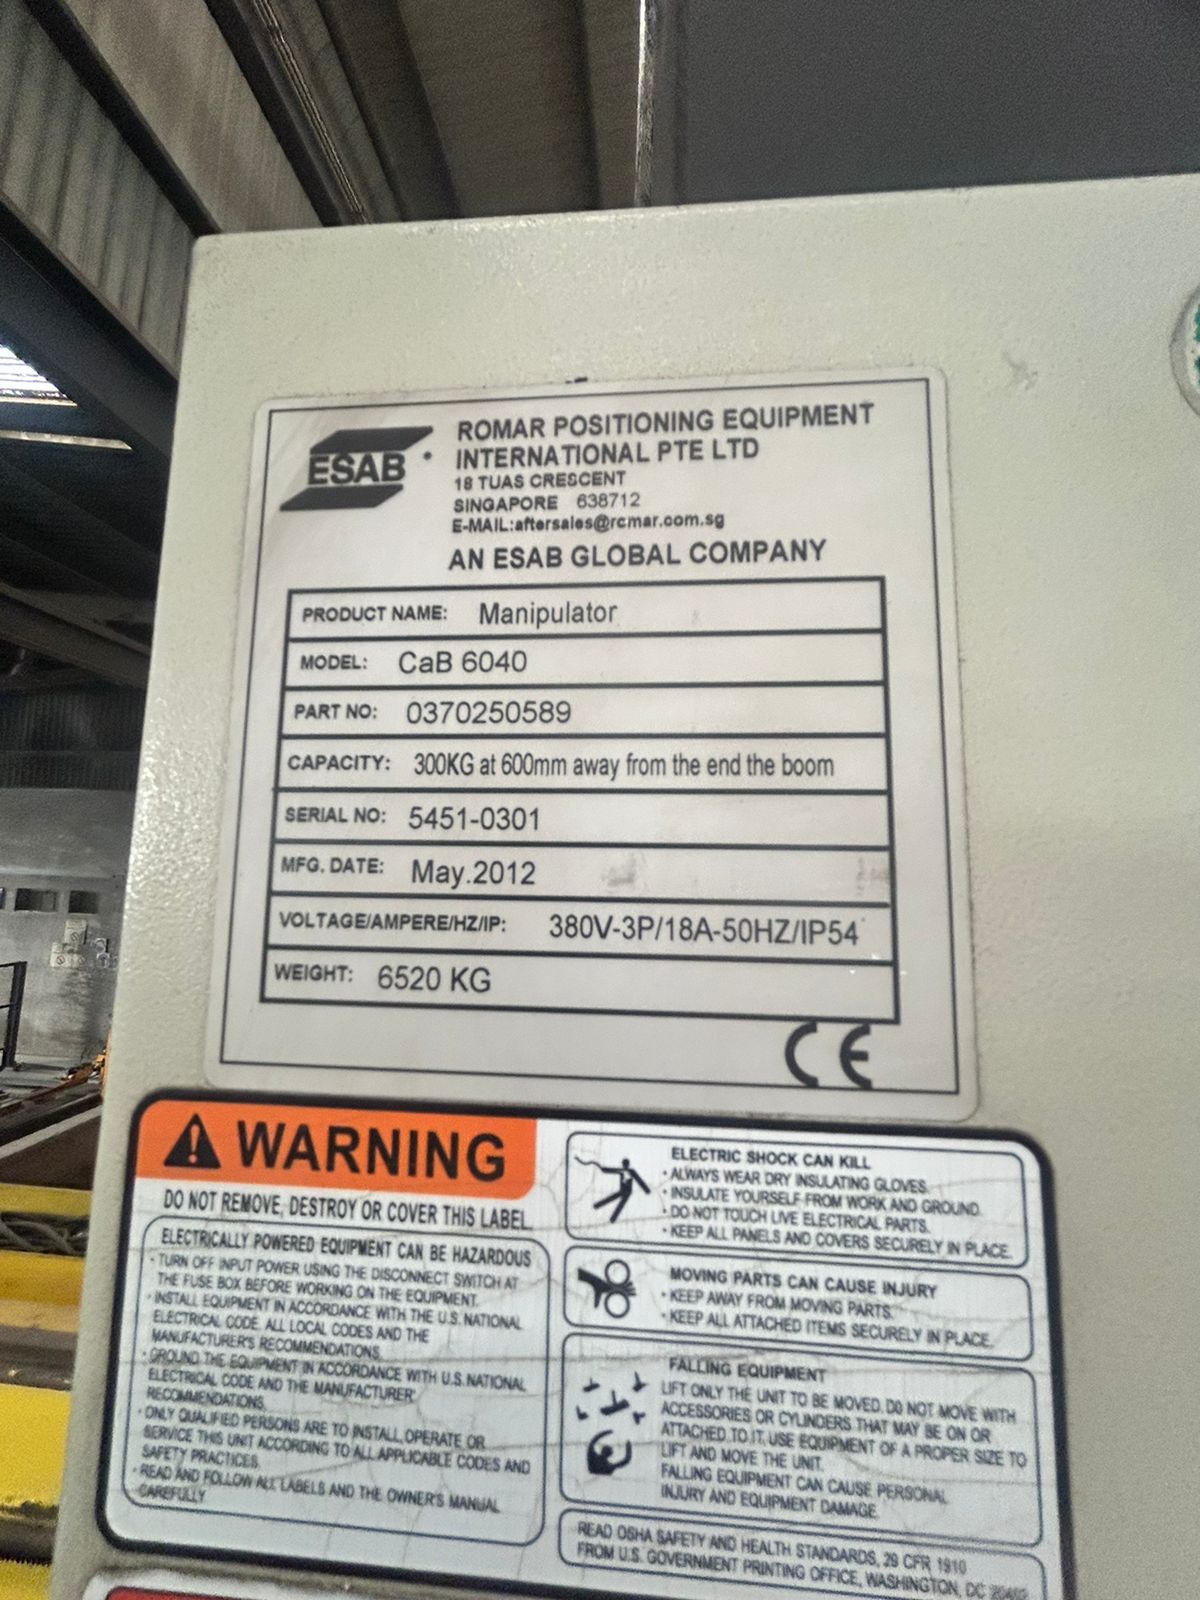 ESAB
ROMAR POSITIONING EQUIPMENT
INTERNATIONAL PTE LTD
18 TUAS CRESCENT
SINGAPORE 638712
E-MAIL:aftersales@rcmar.com.sg
AN ESAB GLOBAL COMPANY
PRODUCT NAME: Manipulator
MODEL: CaB 6040
PART NO: 0370250589
CAPACITY: 300KG at 600mm away from the end the boom
SERIAL NO: 5451-0301
MFG. DATE: May.2012
VOLTAGE/AMPERE/HZ/IP: 380V-3P/18A-50HZ/IP54
WEIGHT: 6520 KG
CE
WARNING
DO NOT REMOVE, DESTROY OR COVER THIS LABEL.
ELECTRICALLY POWERED EQUIPMENT CAN BE HAZARDOUS
• TURN OFF INPUT POWER USING THE DISCONNECT SWITCH AT
THE FUSE BOX BEFORE WORKING ON THE EQUIPMENT.
• INSTALL EQUIPMENT IN ACCORDANCE WITH THE U.S. NATIONAL
ELECTRICAL CODE. ALL LOCAL CODES AND THE
MANUFACTURER'S RECOMMENDATIONS.
• GROUND THE EQUIPMENT IN ACCORDANCE WITH U.S. NATIONAL
ELECTRICAL CODE AND THE MANUFACTURER'
RECOMMENDATIONS.
• ONLY QUALIFIED PERSONS ARE TO INSTALL, OPERATE OR
SERVICE THIS UNIT ACCORDING TO ALL APPLICABLE CODES AND
SAFETY PRACTICES.
• READ AND FOLLOW ALL LABELS AND THE OWNER'S MANUAL
CAREFULLY
ELECTRIC SHOCK CAN KILL
• ALWAYS WEAR DRY INSULATING GLOVES.
• INSULATE YOURSELF FROM WORK AND GROUND.
• DO NOT TOUCH LIVE ELECTRICAL PARTS.
• KEEP ALL PANELS AND COVERS SECURELY IN PLACE.
MOVING PARTS CAN CAUSE INJURY
• KEEP AWAY FROM MOVING PARTS.
• KEEP ALL ATTACHED ITEMS SECURELY IN PLACE.
FALLING EQUIPMENT
LIFT ONLY THE UNIT TO BE MOVED. DO NOT MOVE WITH
ACCESSORIES OR CYLINDERS THAT MAY BE ON OR
ATTACHED TO IT. USE EQUIPMENT OF A PROPER SIZE TO
LIFT AND MOVE THE UNIT.
FALLING EQUIPMENT CAN CAUSE PERSONAL
INJURY AND EQUIPMENT DAMAGE.
READ OSHA SAFETY AND HEALTH STANDARDS, 29 CFR 1910
FROM U.S. GOVERNMENT PRINTING OFFICE, WASHINGTON, DC 20402